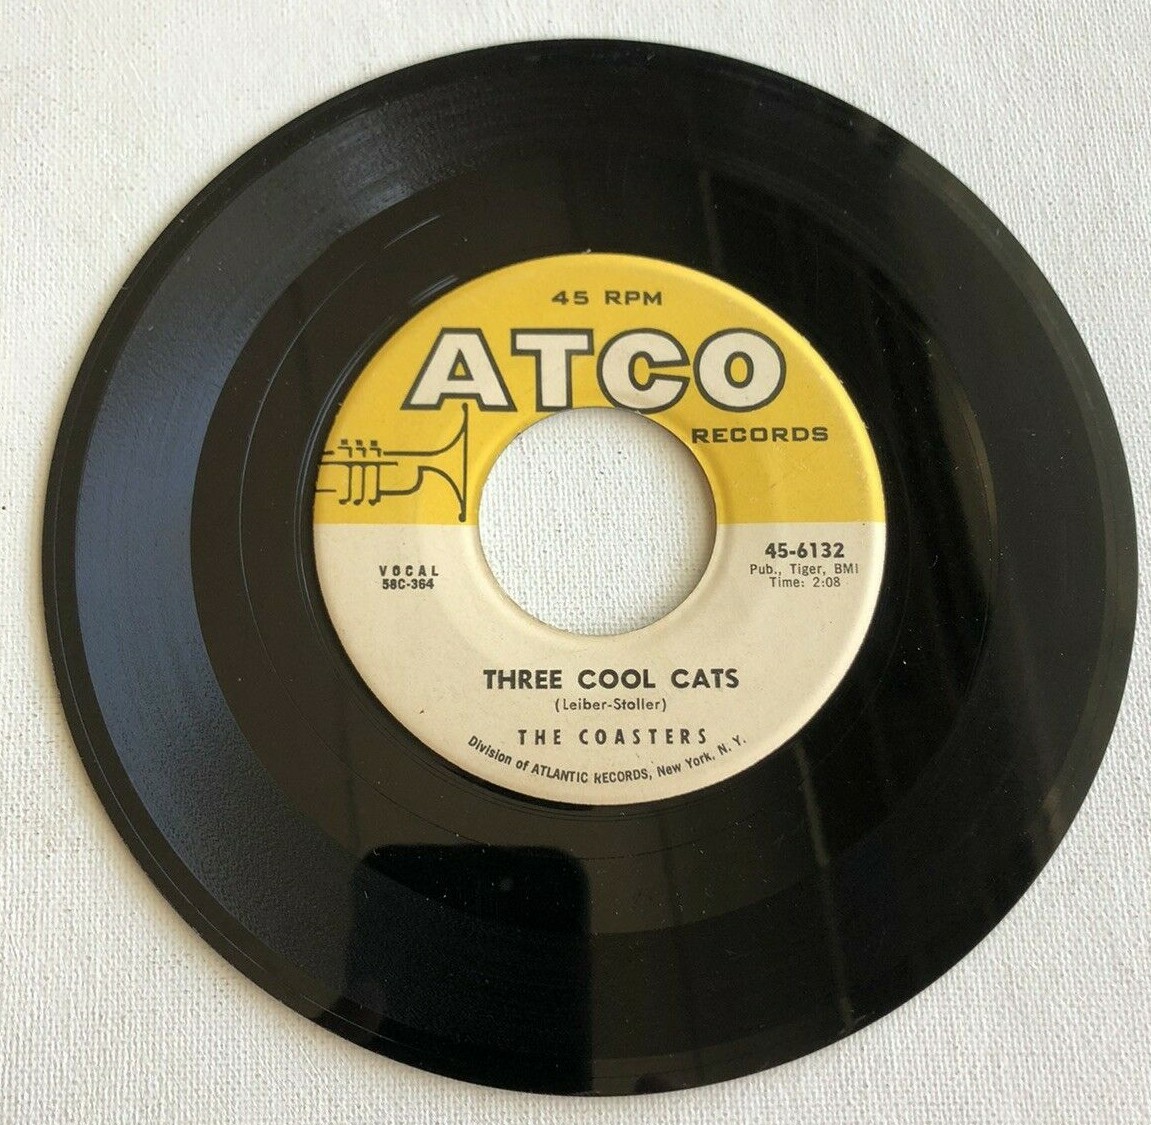 45 RPM
ATCO
RECORDS
VOCAL
58C-364
45-6132
Pub., Tiger, BMI
Time: 2:08
THREE COOL CATS
(Leiber-Stoller)
THE COASTERS
Division of ATLANTIC RECORDS, New York, N. Y.